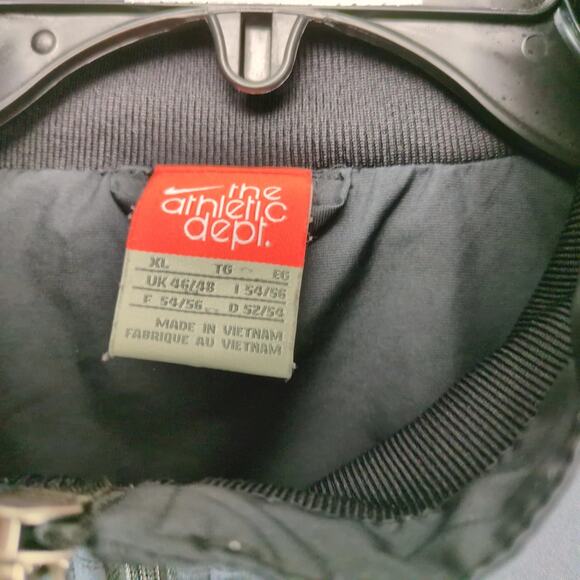 the
athletic
dept.
XL TG EG
UK 46/48 I 54/56
F 54/56 D 52/54
MADE IN VIETNAM
FABRIQUE AU VIETNAM